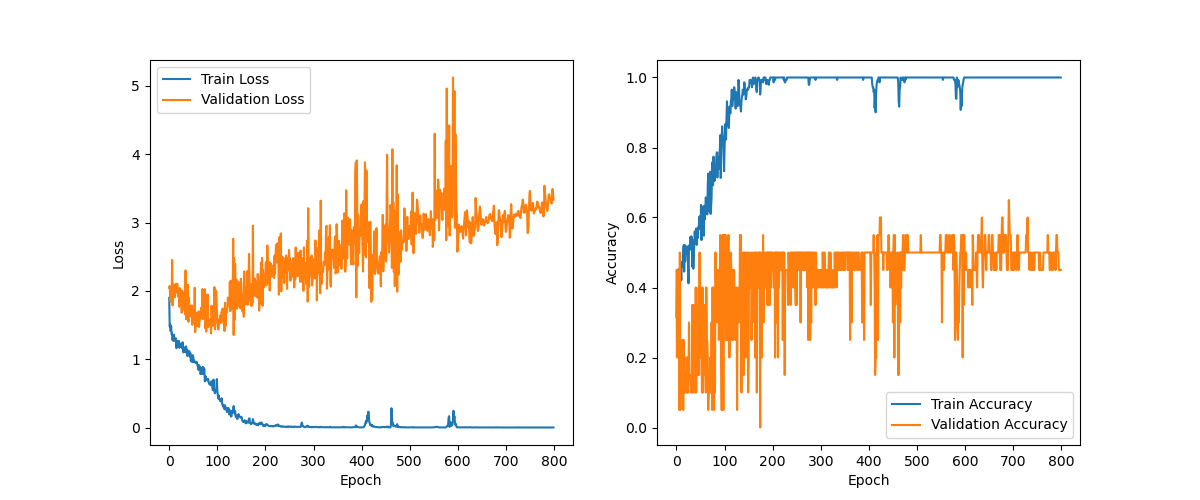 Train Loss
Validation Loss
5
4
3
2
1
0
Loss
0 100 200 300 400 500 600 700 800
Epoch
1.0
0.8
0.6
0.4
0.2
0.0
Accuracy
Train Accuracy
Validation Accuracy
0 100 200 300 400 500 600 700 800
Epoch